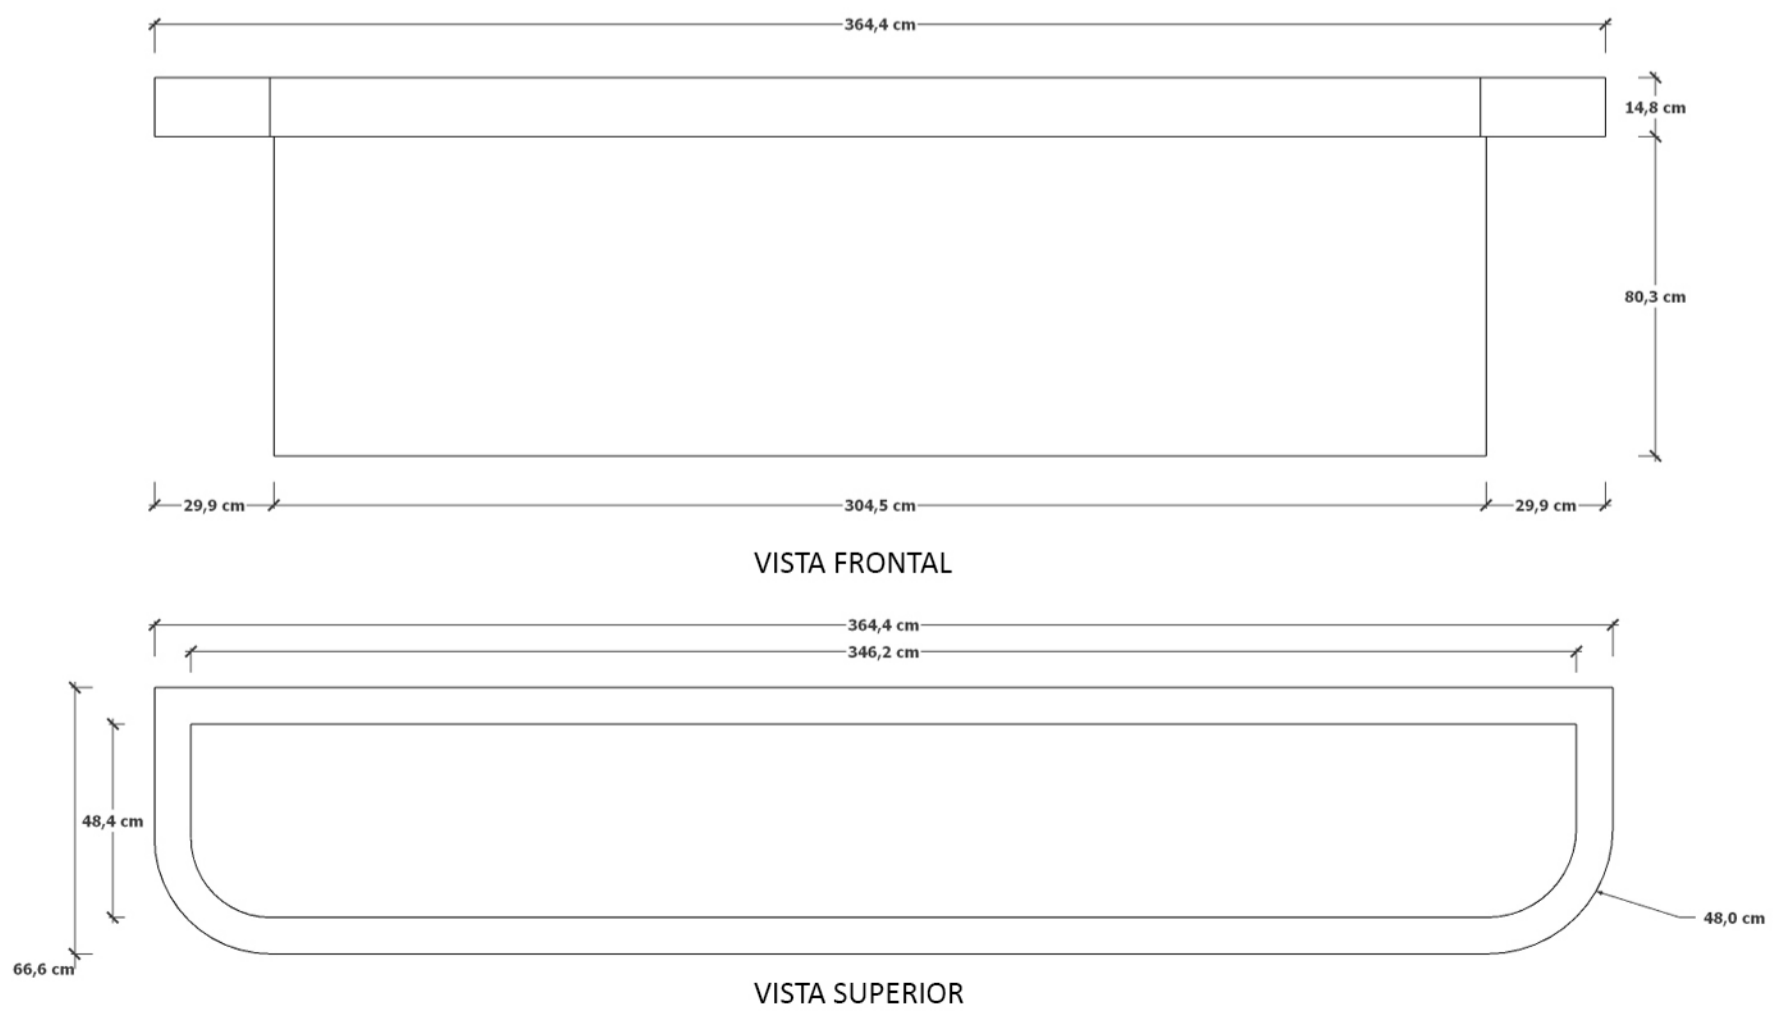 364,4 cm
14,8 cm
80,3 cm
29,9 cm
304,5 cm
29,9 cm
VISTA FRONTAL
364,4 cm
346,2 cm
48,4 cm
48,0 cm
66,6 cm
VISTA SUPERIOR